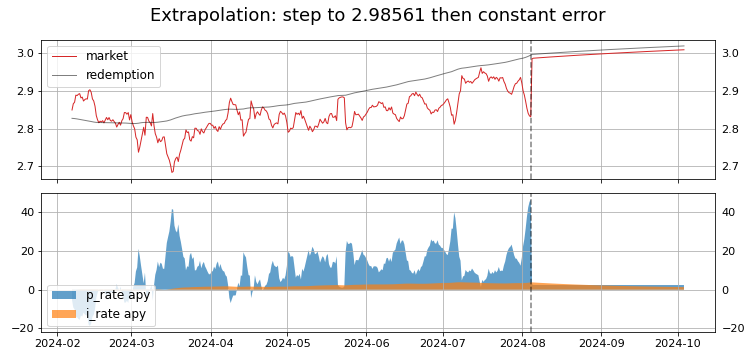 Extrapolation: step to 2.98561 then constant error
3.0
2.9
2.8
2.7
market
redemption
3.0
2.9
2.8
2.7
40
20
0
−20
p_rate apy
i_rate apy
40
20
0
−20
2024-02 2024-03 2024-04 2024-05 2024-06 2024-07 2024-08 2024-09 2024-10